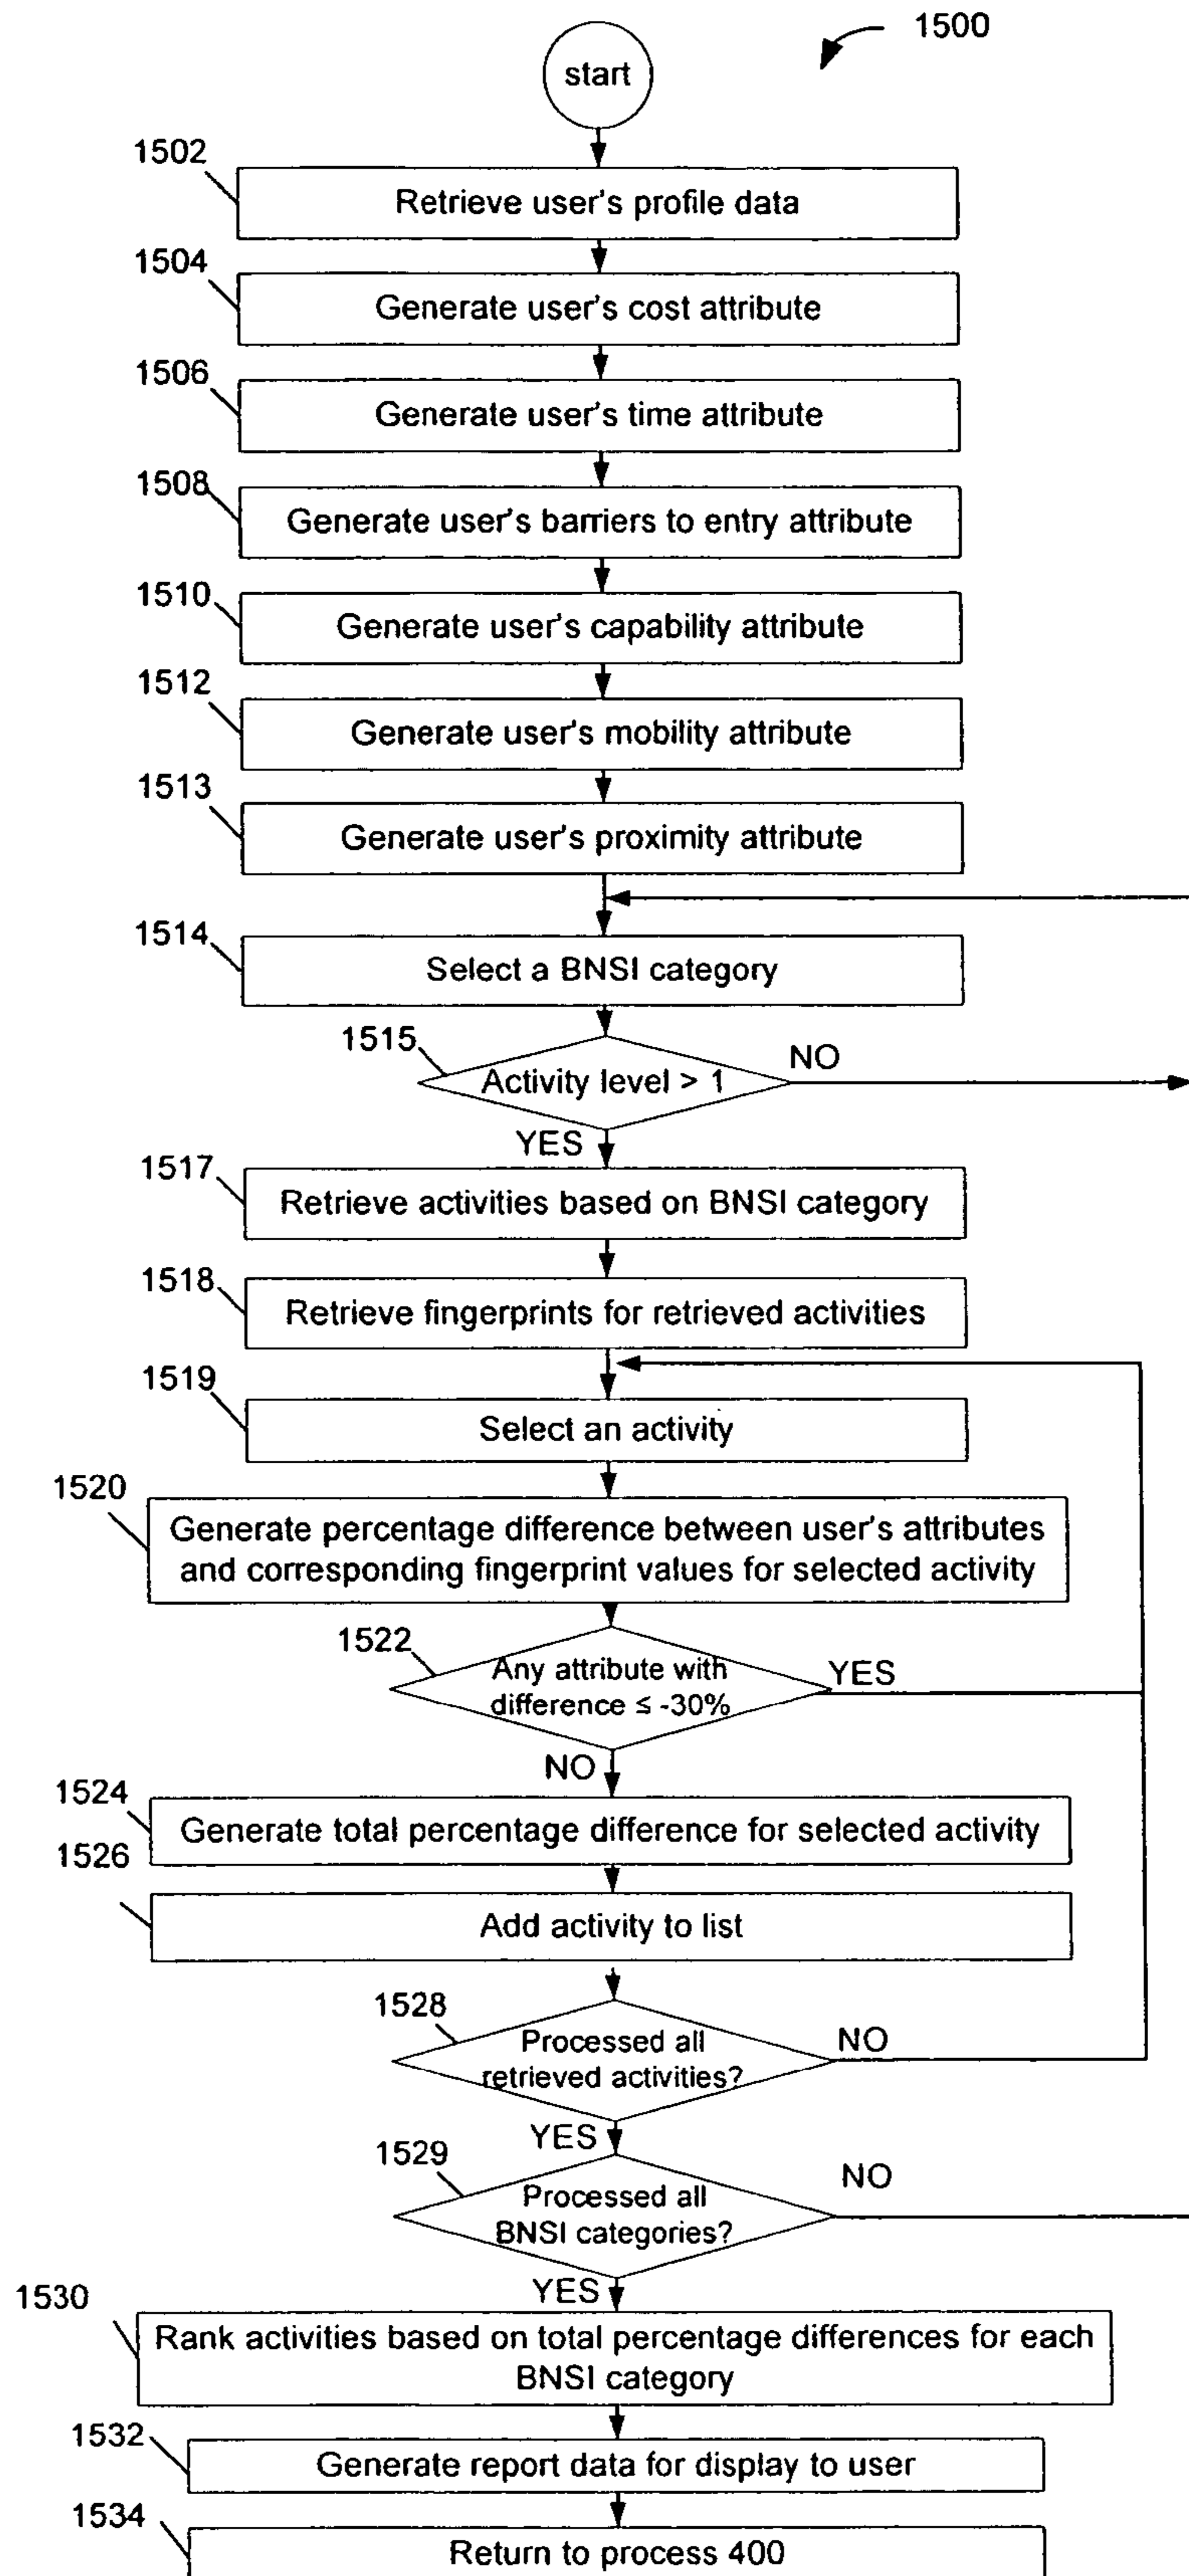 1500
start
1502
Retrieve user's profile data
1504
Generate user's cost attribute
1506
Generate user's time attribute
1508
Generate user's barriers to entry attribute
1510
Generate user's capability attribute
1512
Generate user's mobility attribute
1513
Generate user's proximity attribute
1514
Select a BNSI category
1515
Activity level > 1
NO
YES
1517
Retrieve activities based on BNSI category
1518
Retrieve fingerprints for retrieved activities
1519
Select an activity
1520
Generate percentage difference between user's attributes
and corresponding fingerprint values for selected activity
1522
Any attribute with
difference ≤ -30%
YES
NO
1524
Generate total percentage difference for selected activity
1526
Add activity to list
1528
Processed all
retrieved activities?
NO
YES
1529
Processed all
BNSI categories?
NO
YES
1530
Rank activities based on total percentage differences for each
BNSI category
1532
Generate report data for display to user
1534
Return to process 400